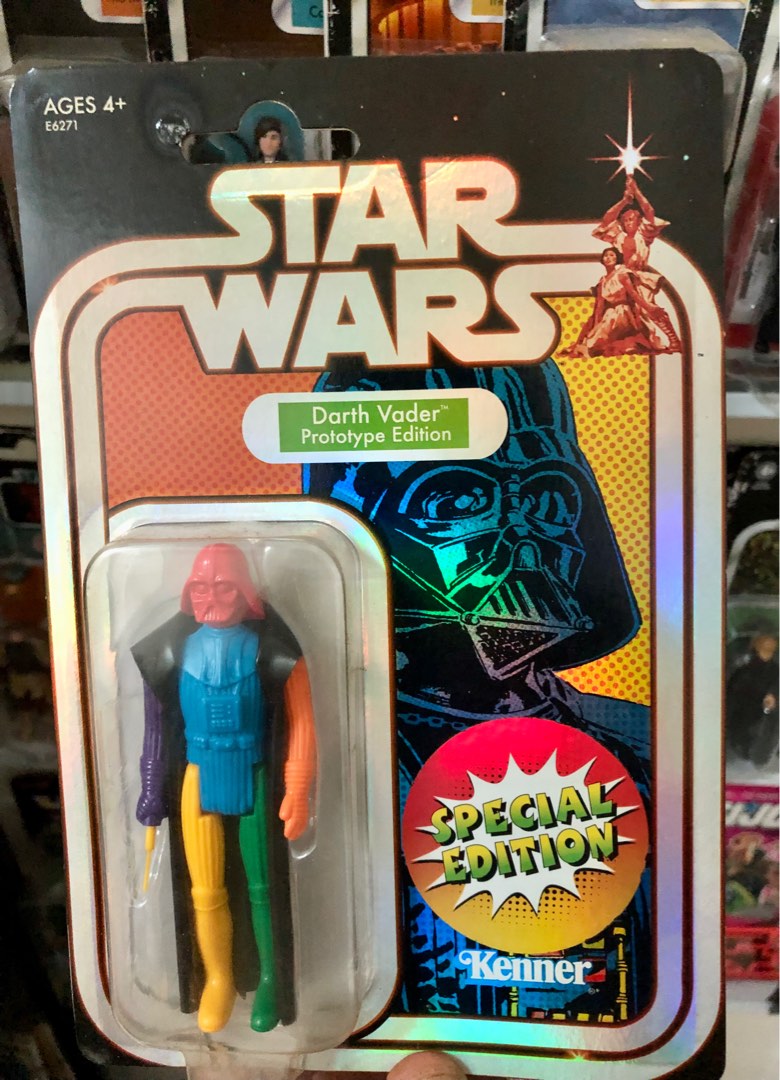 AGES 4+
E6271
STAR
WARS
Darth Vader™
Prototype Edition
SPECIAL
EDITION
Kenner